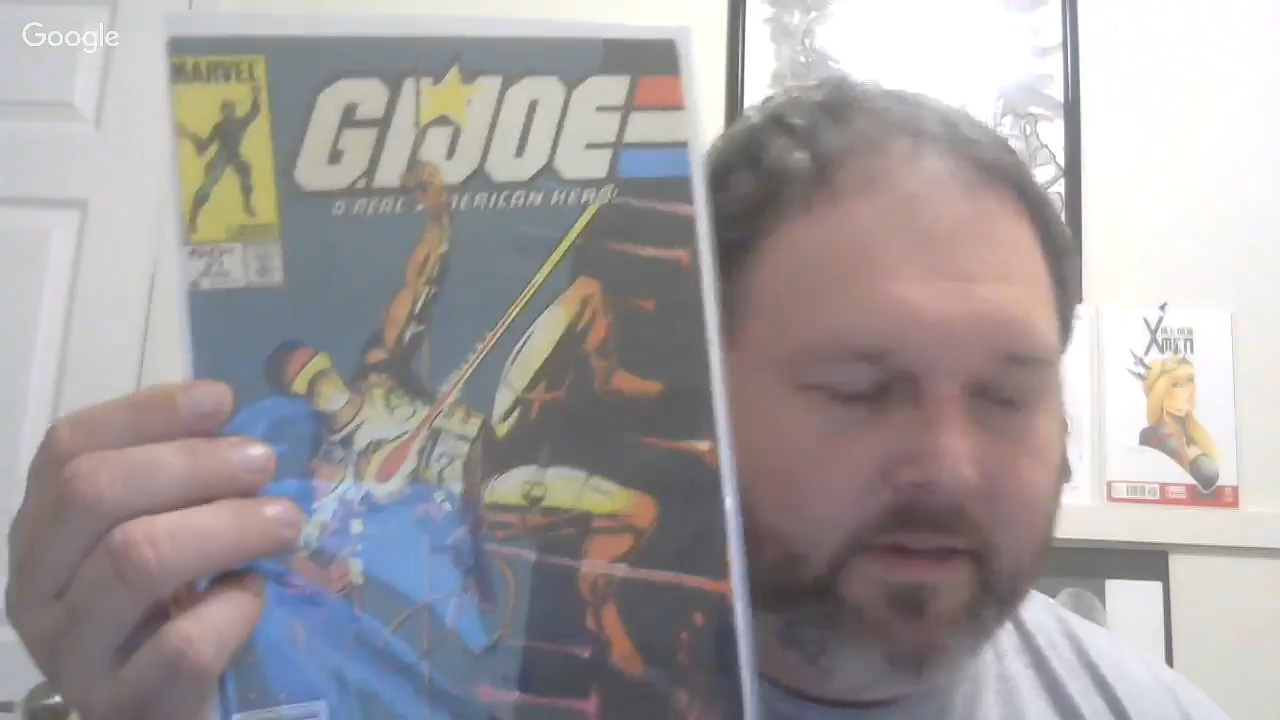 Google
MARVEL
G.I. JOE
A REAL AMERICAN HERO!
X-MEN